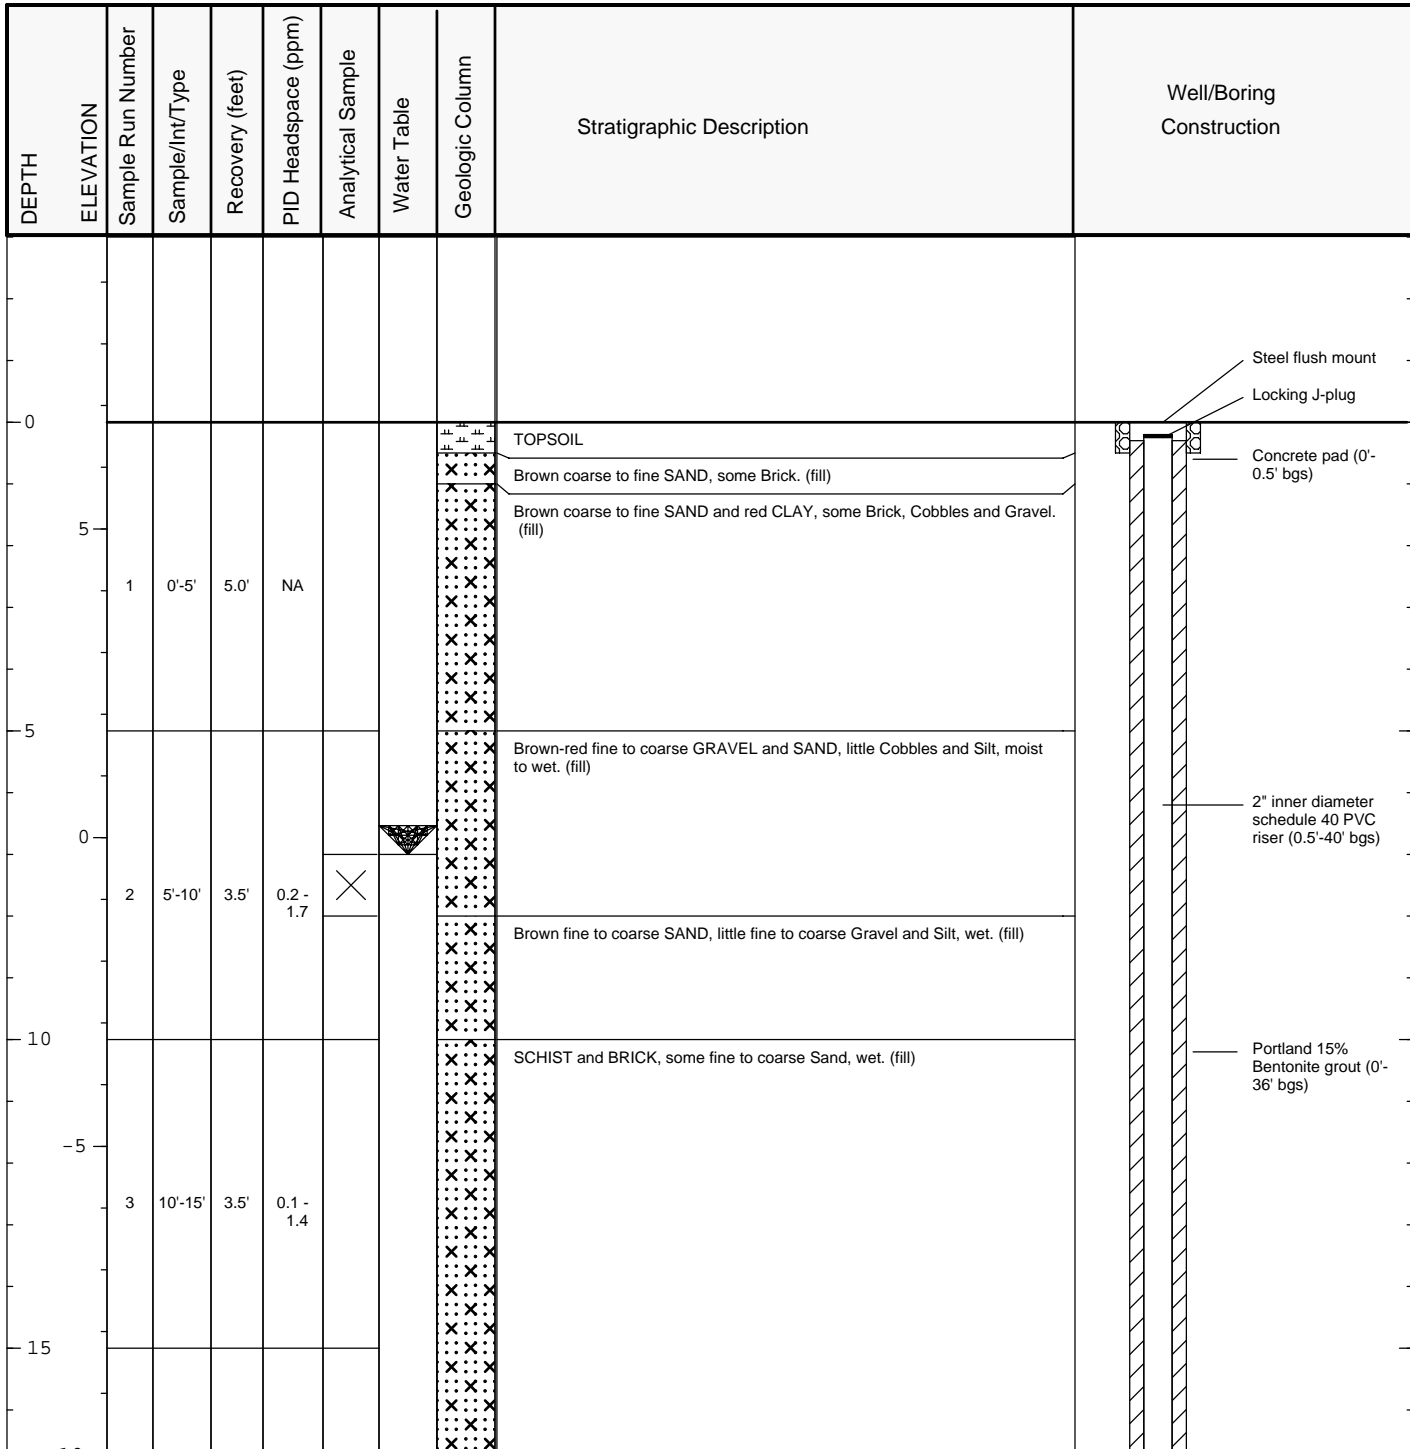 DEPTH
ELEVATION
Sample Run Number
Sample/Int/Type
Recovery (feet)
PID Headspace (ppm)
Analytical Sample
Water Table
Geologic Column
Stratigraphic Description
Well/Boring
Construction
Steel flush mount
Locking J-plug
0
TOPSOIL
Concrete pad (0'-
0.5' bgs)
Brown coarse to fine SAND, some Brick. (fill)
Brown coarse to fine SAND and red CLAY, some Brick, Cobbles and Gravel.
(fill)
5
1 0'-5' 5.0' NA
5
Brown-red fine to coarse GRAVEL and SAND, little Cobbles and Silt, moist
to wet. (fill)
2" inner diameter
schedule 40 PVC
riser (0.5'-40' bgs)
0
2 5'-10' 3.5' 0.2 -
1.7
Brown fine to coarse SAND, little fine to coarse Gravel and Silt, wet. (fill)
10
SCHIST and BRICK, some fine to coarse Sand, wet. (fill)
Portland 15%
Bentonite grout (0'-
36' bgs)
-5
3 10'-15' 3.5' 0.1 -
1.4
15